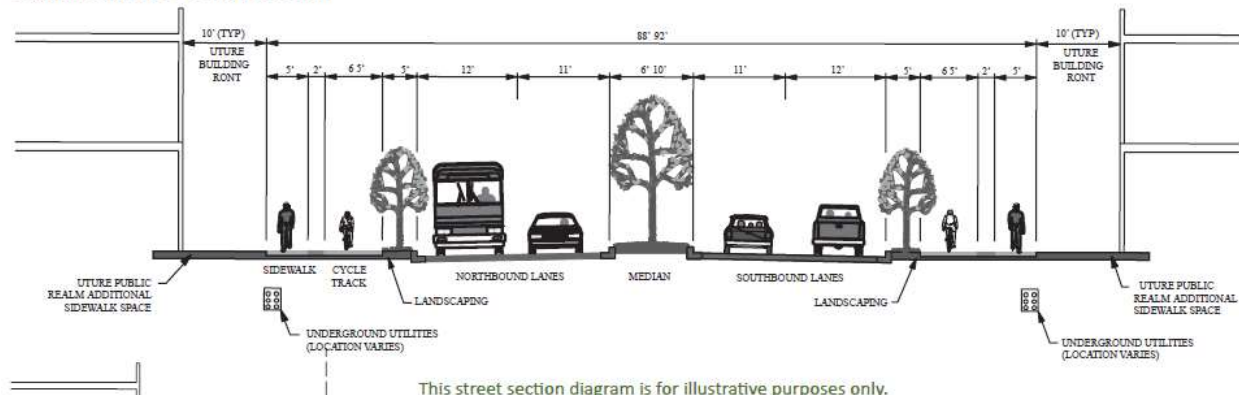 10' (TYP)
88' 92'
10' (TYP)
UTURE
BUILDING
RONT
UTURE
BUILDING
RONT
5' 2' 6 5' 5' 12' 11' 6' 10' 11' 12' 5' 6 5' 2' 5'
SIDEWALK
CYCLE
TRACK
NORTHBOUND LANES
MEDIAN
SOUTHBOUND LANES
UTURE PUBLIC
REALM ADDITIONAL
SIDEWALK SPACE
LANDSCAPING
LANDSCAPING
UTURE PUBLIC
REALM ADDITIONAL
SIDEWALK SPACE
UNDERGROUND UTILITIES
(LOCATION VARIES)
UNDERGROUND UTILITIES
(LOCATION VARIES)
This street section diagram is for illustrative purposes only.